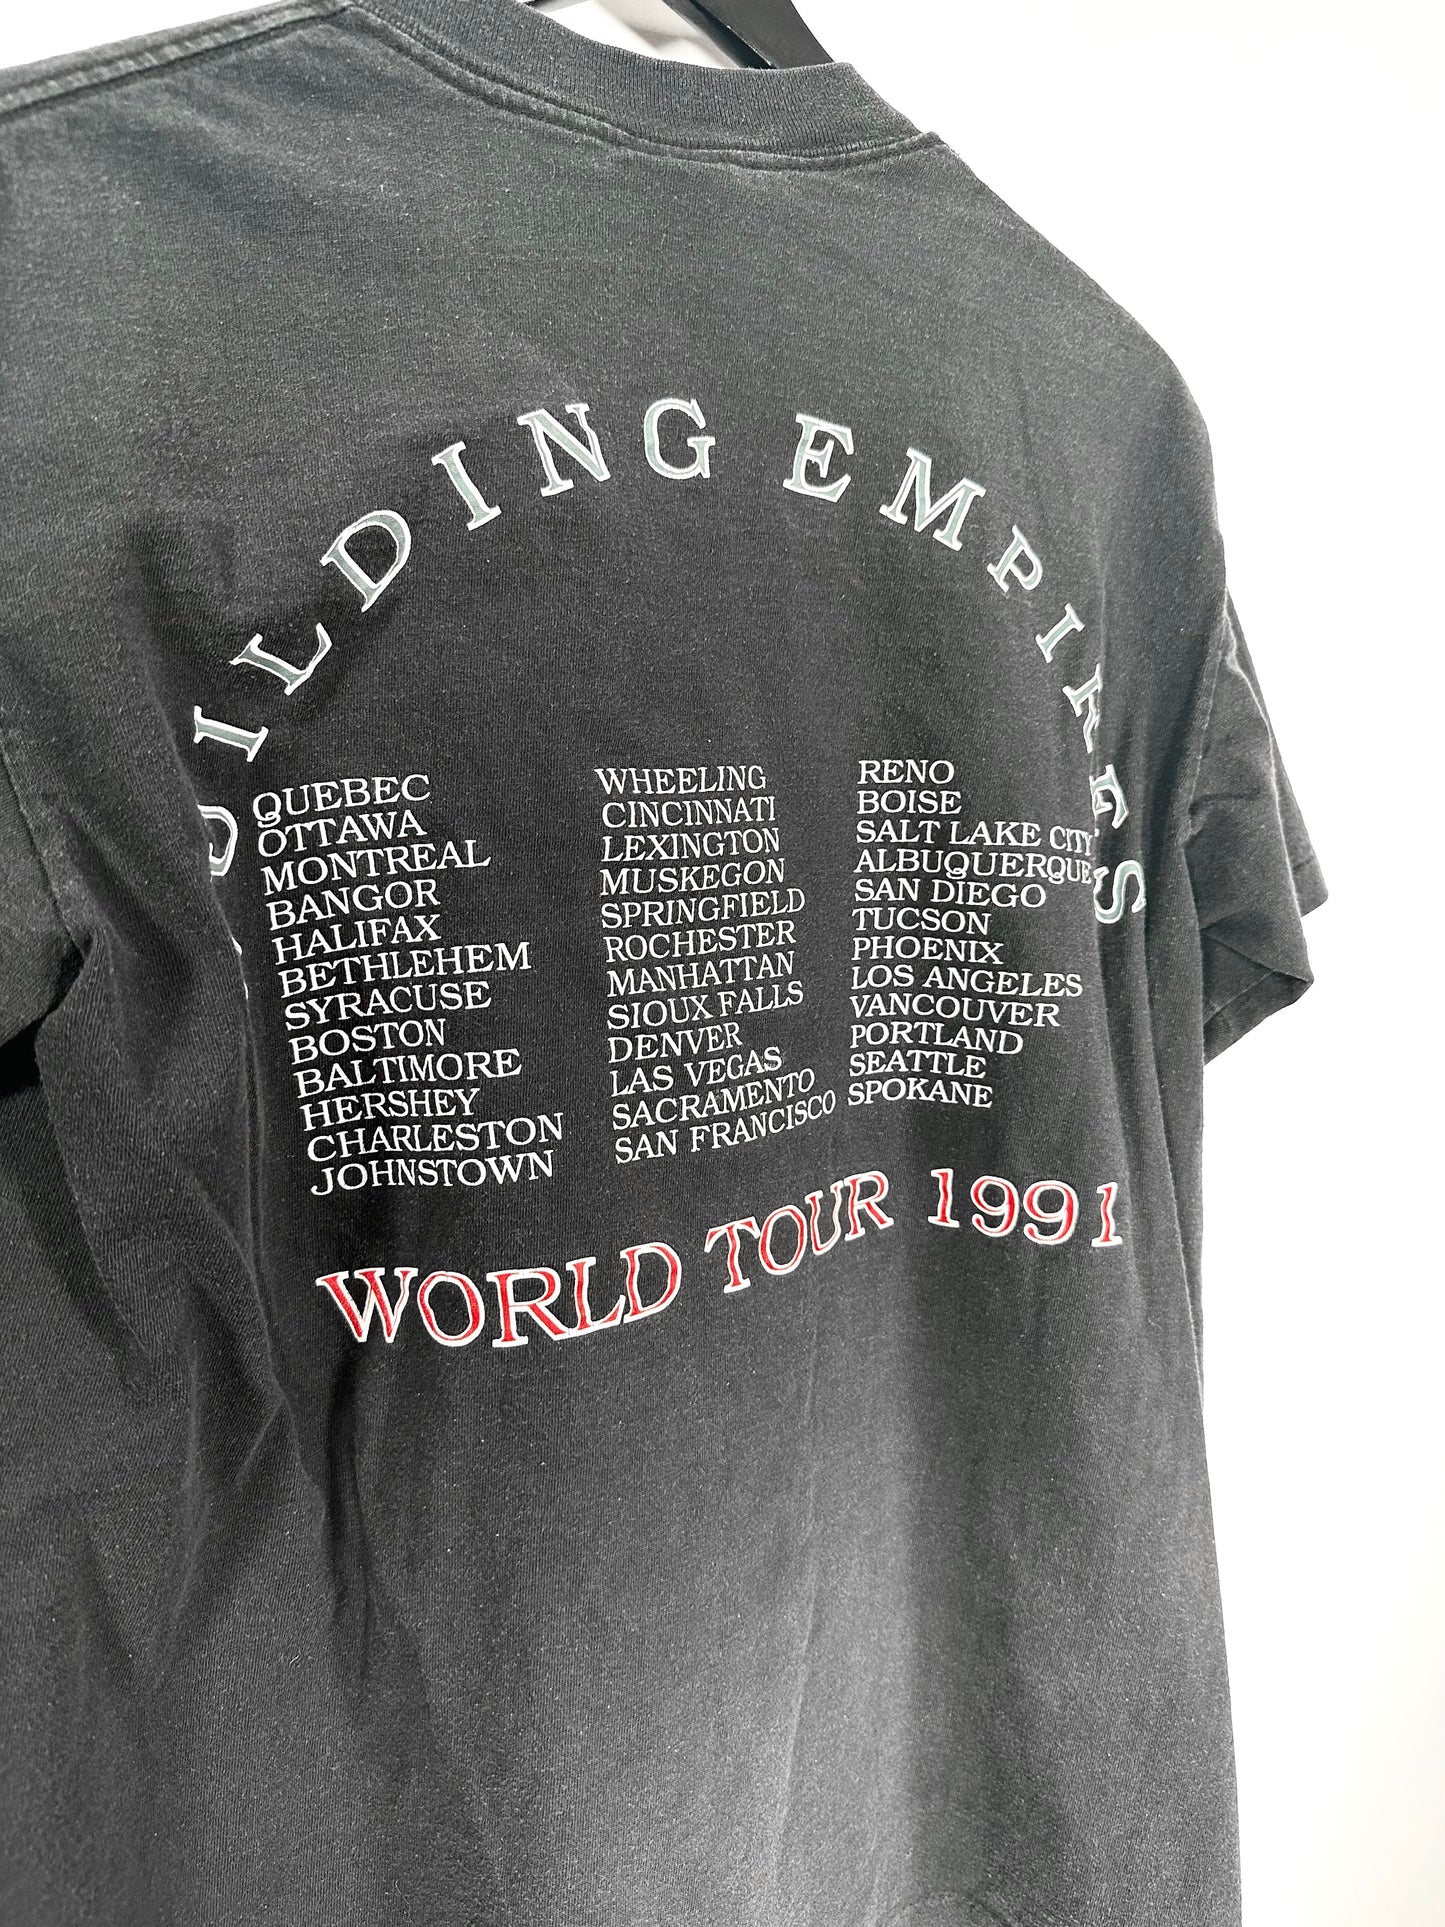 BUILDING EMPIRES
QUEBEC
OTTAWA
MONTREAL
BANGOR
HALIFAX
BETHLEHEM
SYRACUSE
BOSTON
BALTIMORE
HERSHEY
CHARLESTON
JOHNSTOWN
WHEELING
CINCINNATI
LEXINGTON
MUSKEGON
SPRINGFIELD
ROCHESTER
MANHATTAN
SIOUX FALLS
DENVER
LAS VEGAS
SACRAMENTO
SAN FRANCISCO
RENO
BOISE
SALT LAKE CITY
ALBUQUERQUE
SAN DIEGO
TUCSON
PHOENIX
LOS ANGELES
VANCOUVER
PORTLAND
SEATTLE
SPOKANE
WORLD TOUR 1991